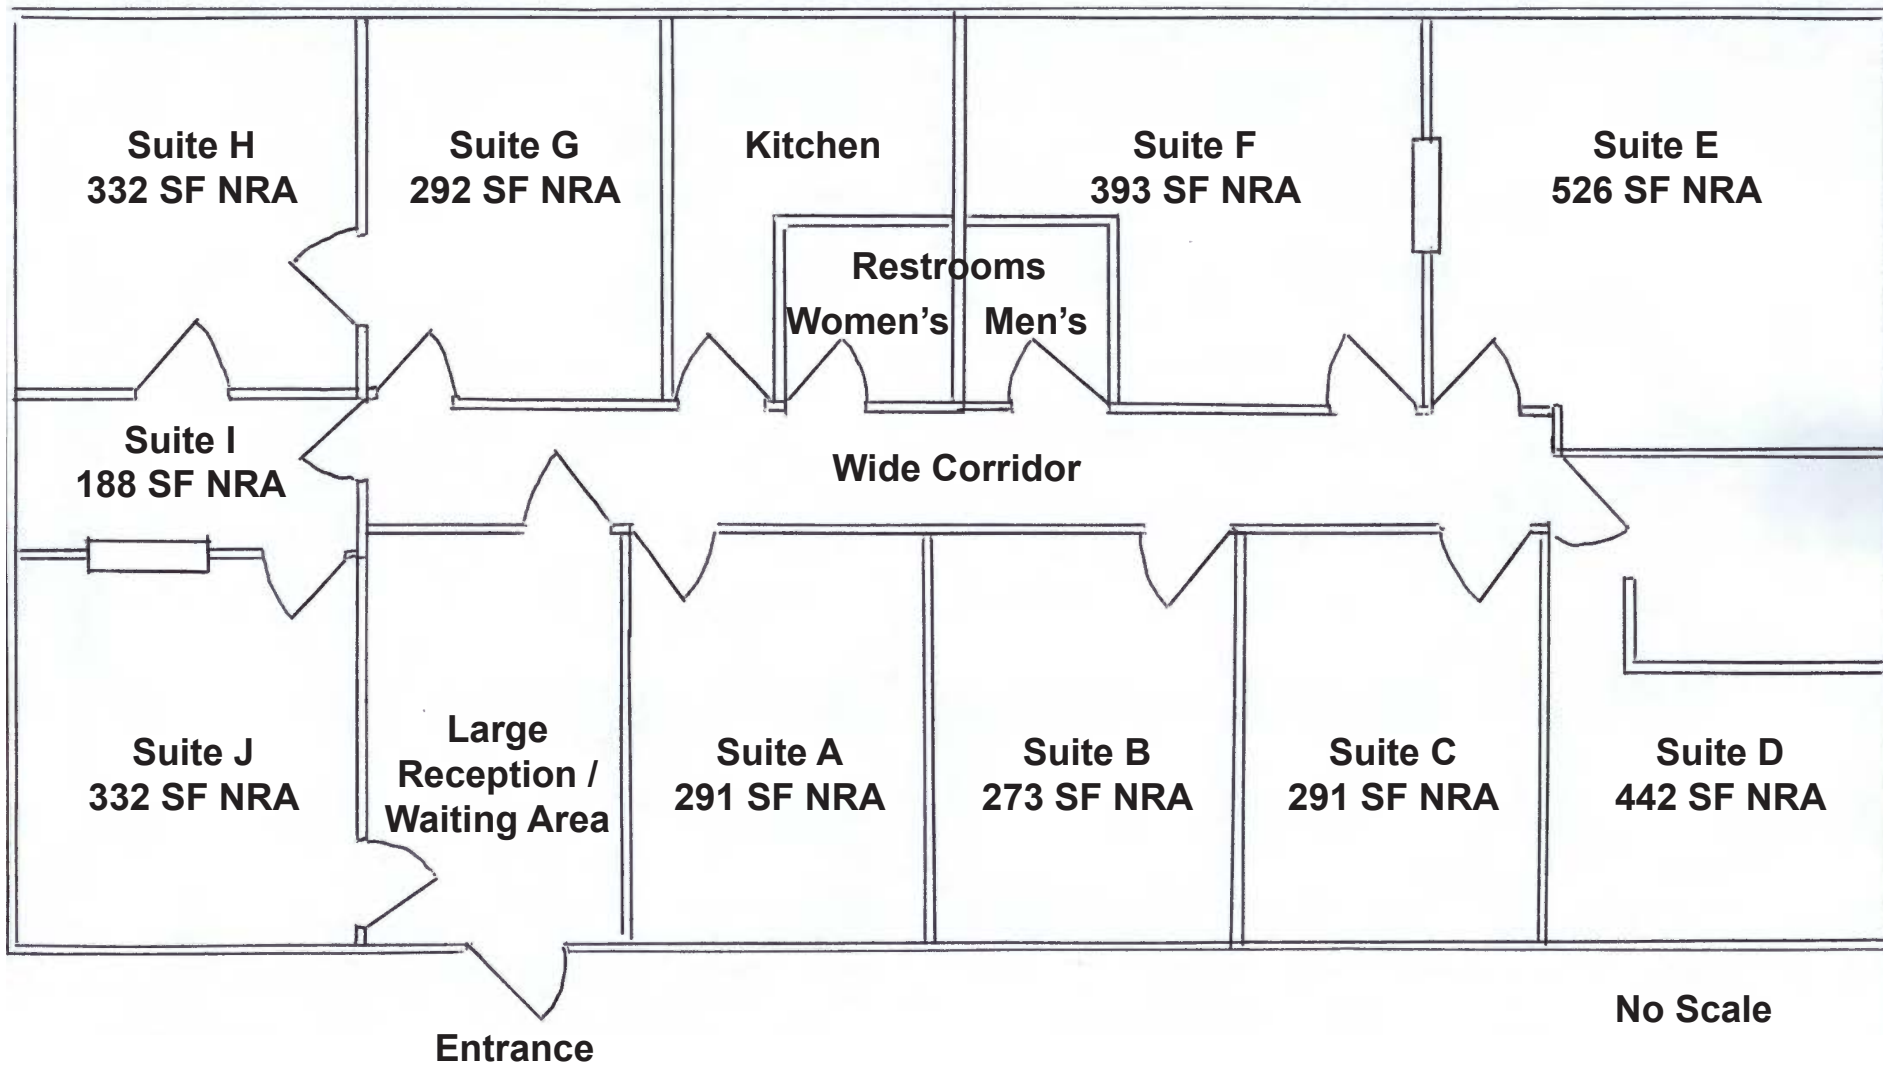 Suite H
332 SF NRA
Suite G
292 SF NRA
Kitchen
Suite F
393 SF NRA
Suite E
526 SF NRA
Restrooms
Women’s
Men’s
Suite I
188 SF NRA
Wide Corridor
Suite J
332 SF NRA
Large
Reception /
Waiting Area
Suite A
291 SF NRA
Suite B
273 SF NRA
Suite C
291 SF NRA
Suite D
442 SF NRA
No Scale
Entrance